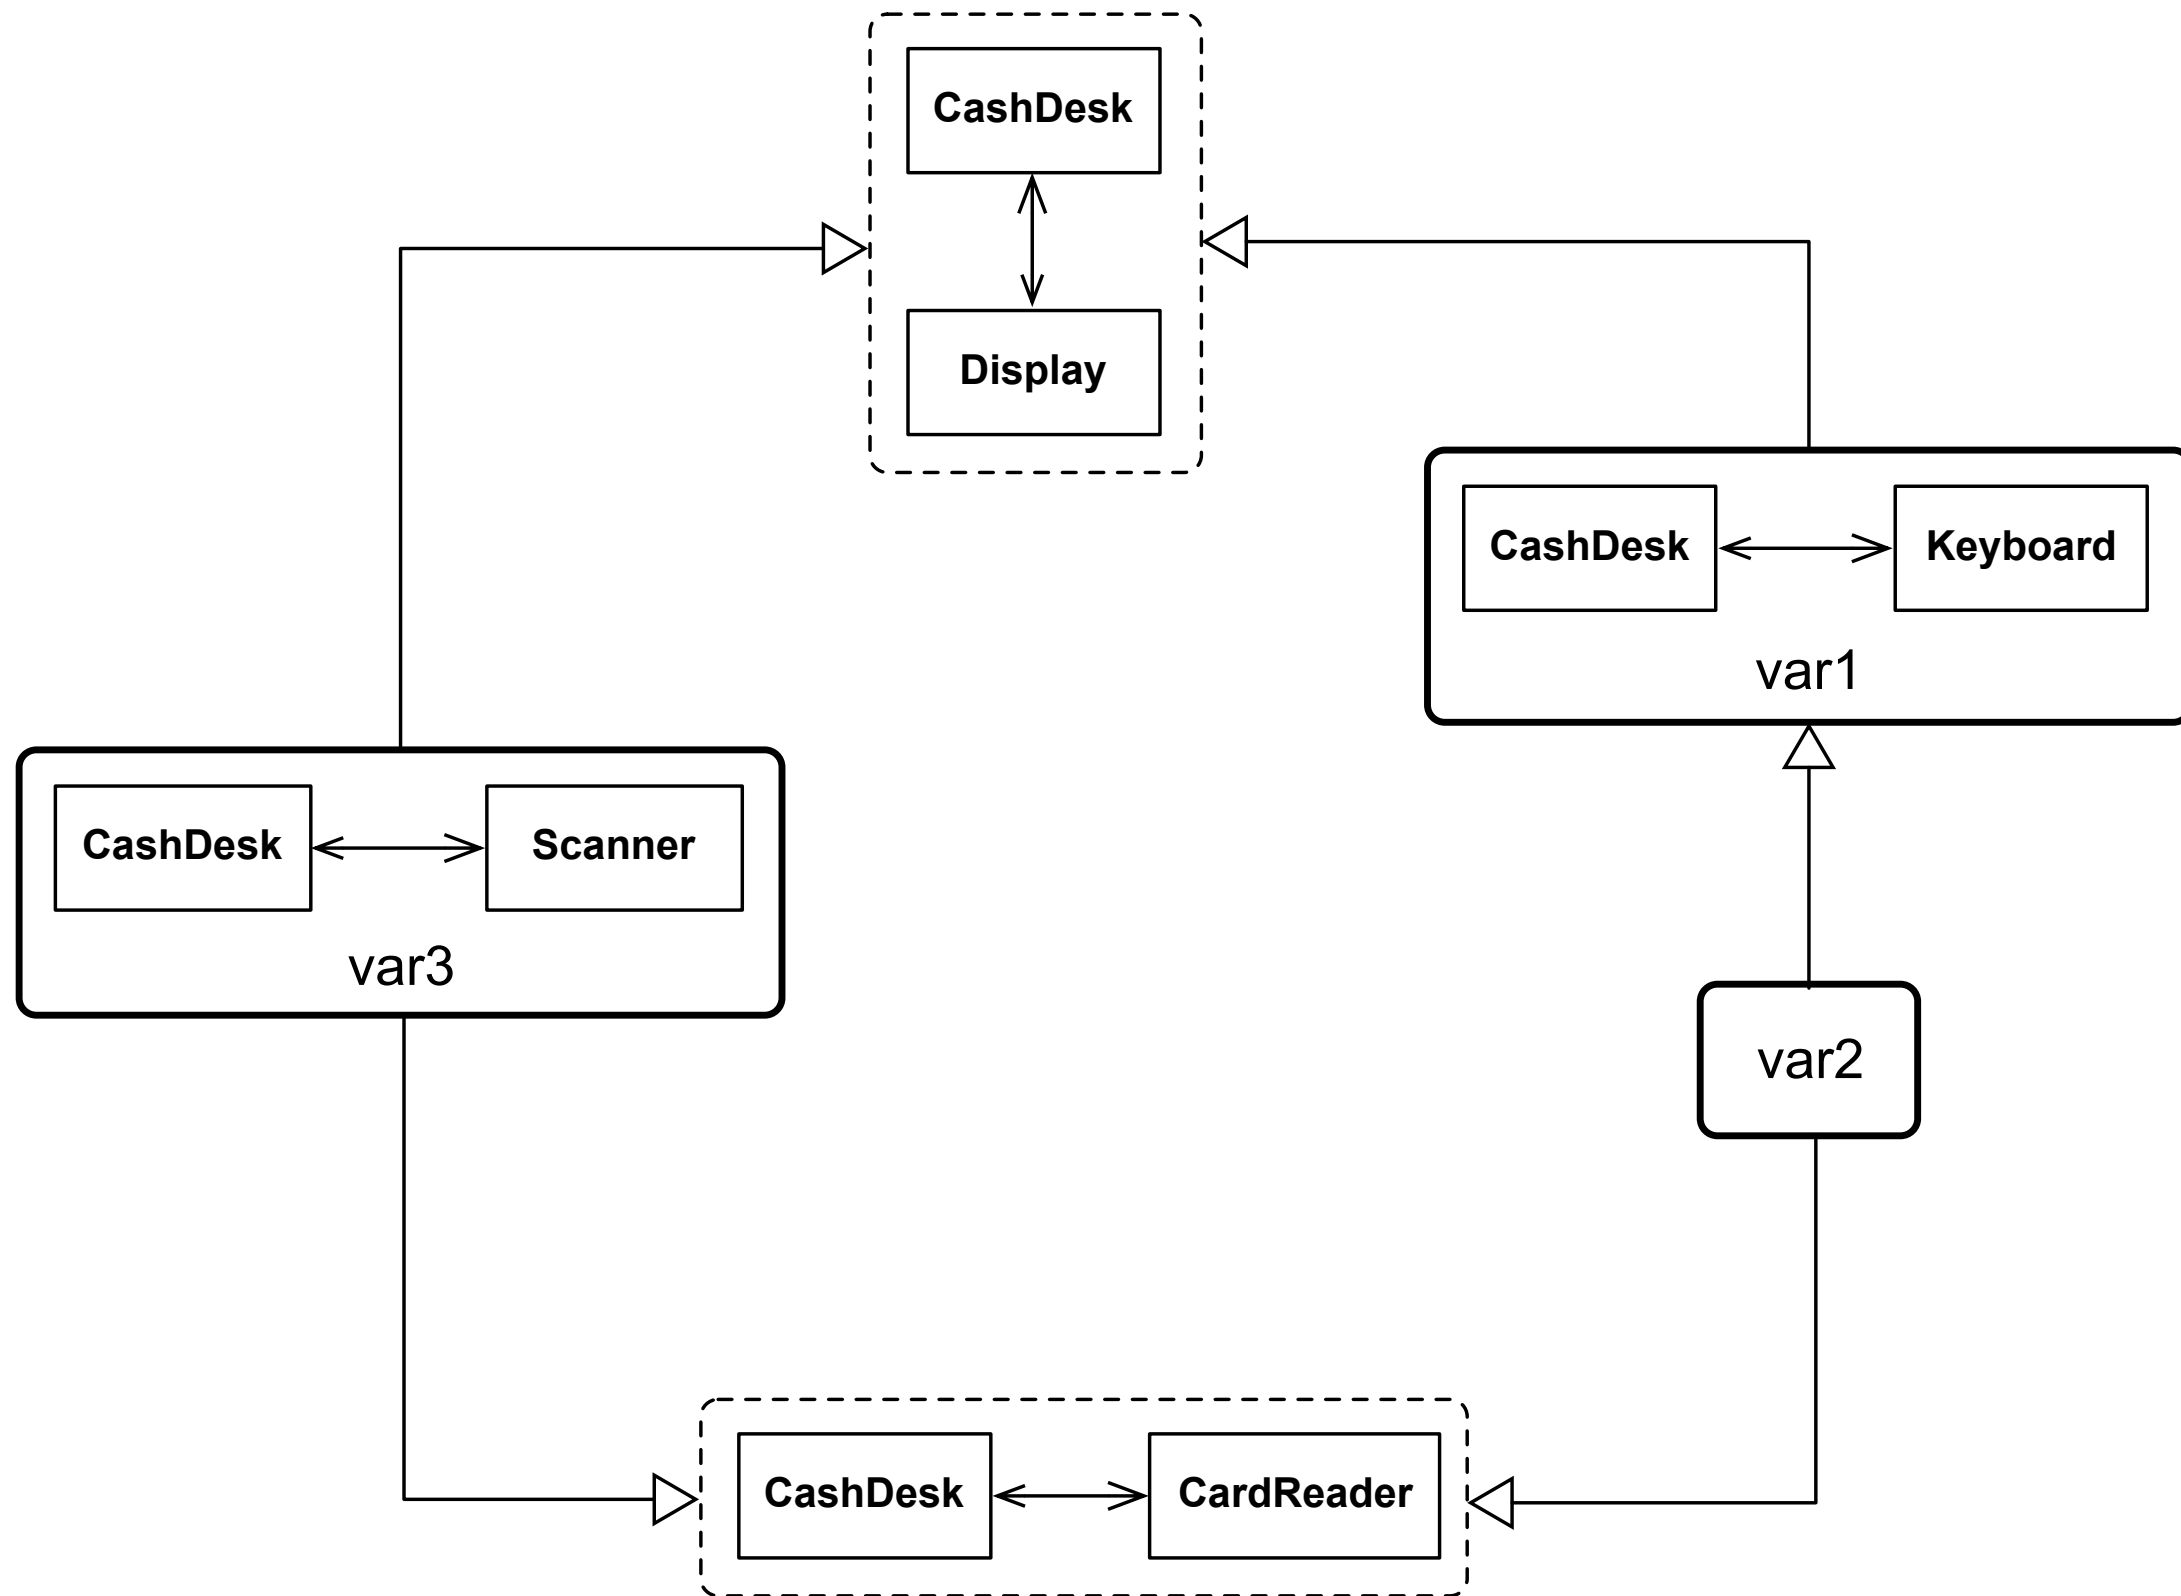 CashDesk
Display
CashDesk Keyboard
var1
CashDesk Scanner
var3
var2
CashDesk CardReader